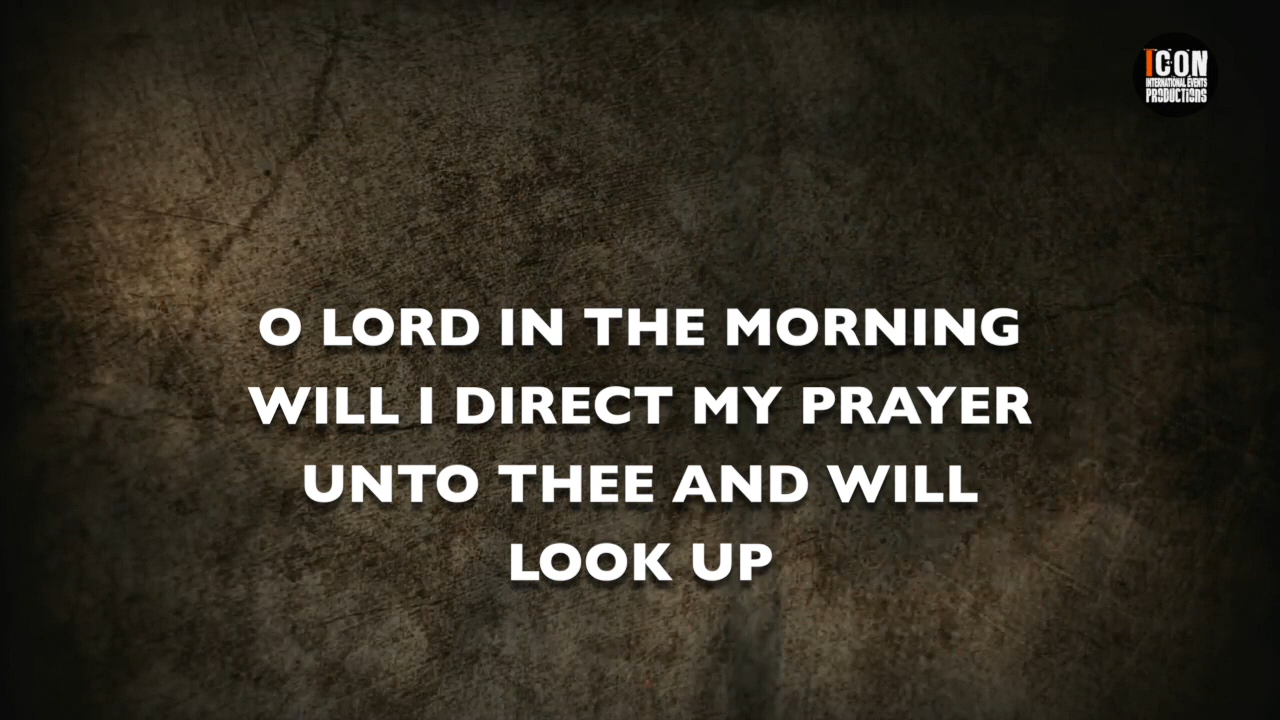 ICON
INTERNATIONAL EVENTS
PRODUCTIONS
O LORD IN THE MORNING
WILL I DIRECT MY PRAYER
UNTO THEE AND WILL
LOOK UP